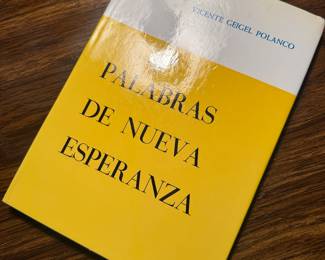 VICENTE GEIGEL POLANCO
PALABRAS
DE NUEVA
ESPERANZA